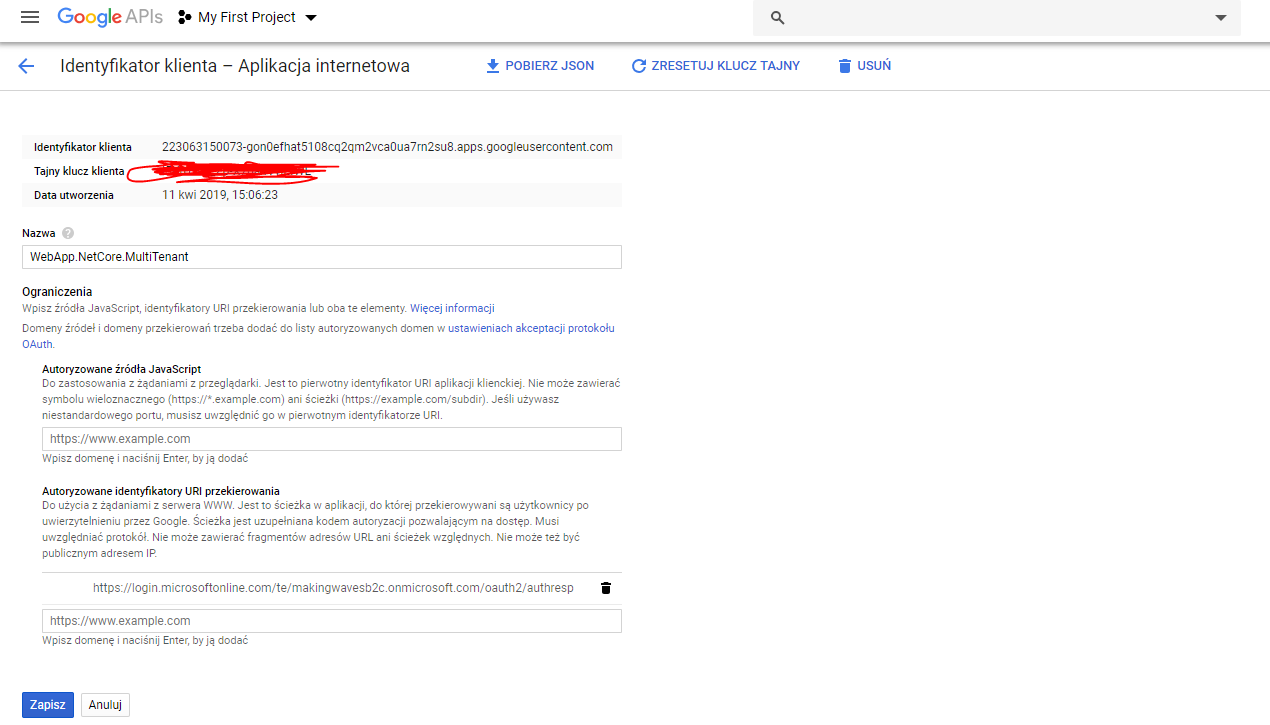 Google APIs My First Project
Identyfikator klienta – Aplikacja internetowa POBIERZ JSON ZRESETUJ KLUCZ TAJNY USUŃ
Identyfikator klienta 223063150073-gon0efhat5108cq2qm2vca0ua7rn2su8.apps.googleusercontent.com
Tajny klucz klienta
Data utworzenia 11 kwi 2019, 15:06:23
Nazwa ?
WebApp.NetCore.MultiTenant
Ograniczenia
Wpisz źródła JavaScript, identyfikatory URI przekierowania lub oba te elementy. Więcej informacji
Domeny źródeł i domeny przekierowań trzeba dodać do listy autoryzowanych domen w ustawieniach akceptacji protokołu
OAuth.
Autoryzowane źródła JavaScript
Do zastosowania z żądaniami z przeglądarki. Jest to pierwotny identyfikator URI aplikacji klienckiej. Nie może zawierać
symbolu wieloznacznego (https://*.example.com) ani ścieżki (https://example.com/subdir). Jeśli używasz
niestandardowego portu, musisz uwzględnić go w pierwotnym identyfikatorze URI.
https://www.example.com
Wpisz domenę i naciśnij Enter, by ją dodać
Autoryzowane identyfikatory URI przekierowania
Do użycia z żądaniami z serwera WWW. Jest to ścieżka w aplikacji, do której przekierowywani są użytkownicy po
uwierzytelnieniu przez Google. Ścieżka jest uzupełniana kodem autoryzacji pozwalającym na dostęp. Musi
uwzględniać protokół. Nie może zawierać fragmentów adresów URL ani ścieżek względnych. Nie może też być
publicznym adresem IP.
https://login.microsoftonline.com/te/makingwavesb2c.onmicrosoft.com/oauth2/authresp
https://www.example.com
Wpisz domenę i naciśnij Enter, by ją dodać
Zapisz Anuluj